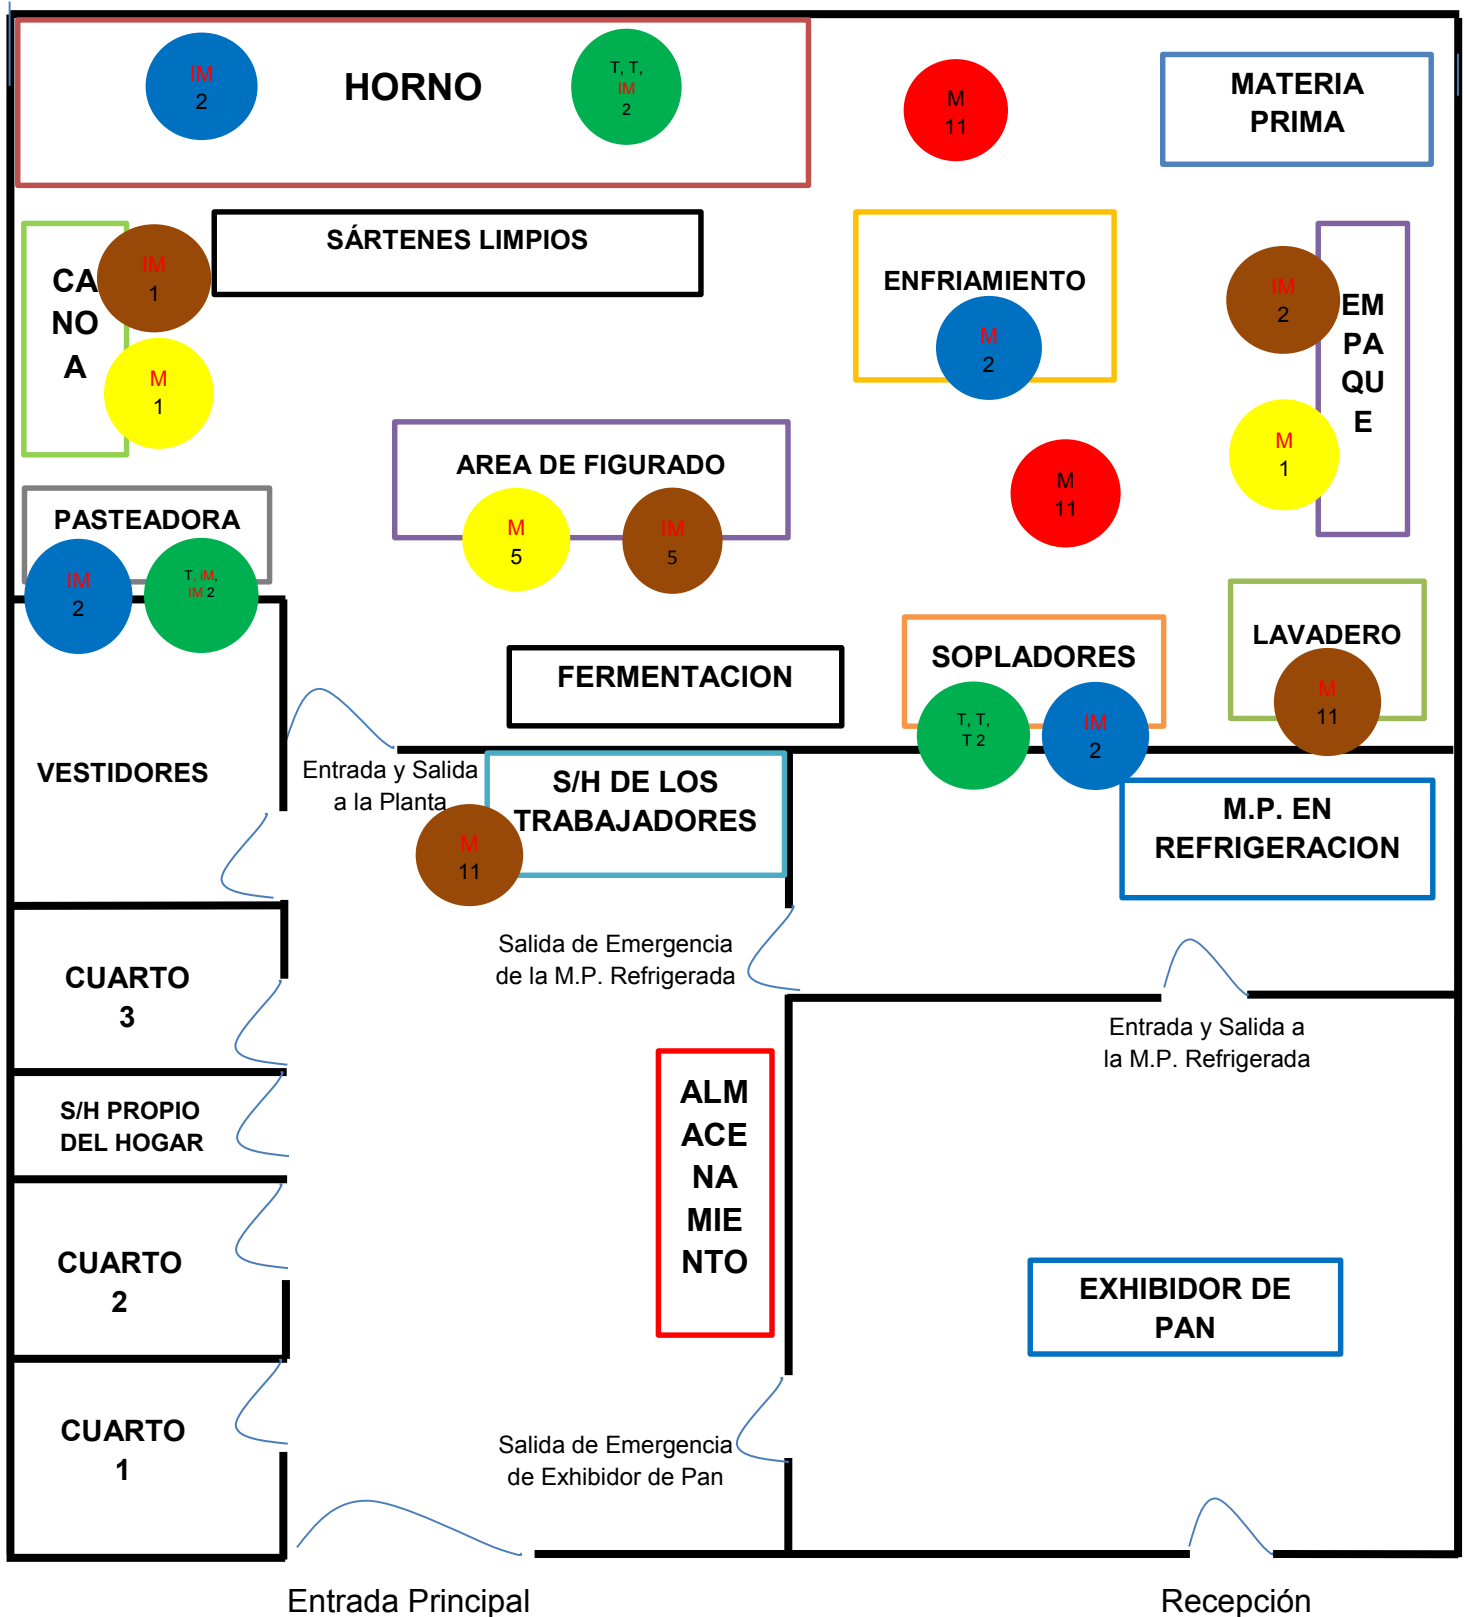 IM
2
HORNO
T, T,
IM
2
M
11
MATERIA
PRIMA
CA
NO
A
IM
1
M
1
SÁRTENES LIMPIOS
ENFRIAMIENTO
M
2
IM
2
EM
PA
QU
E
M
1
AREA DE FIGURADO
M
5
IM
5
M
11
PASTEADORA
IM
2
T, IM,
IM 2
FERMENTACION
SOPLADORES
T, T,
T 2
IM
2
LAVADERO
M
11
VESTIDORES
Entrada y Salida
a la Planta
S/H DE LOS
TRABAJADORES
M
11
M.P. EN
REFRIGERACION
CUARTO
3
Salida de Emergencia
de la M.P. Refrigerada
Entrada y Salida a
la M.P. Refrigerada
S/H PROPIO
DEL HOGAR
ALM
ACE
NA
MIE
NTO
CUARTO
2
EXHIBIDOR DE
PAN
CUARTO
1
Salida de Emergencia
de Exhibidor de Pan
Entrada Principal
Recepción